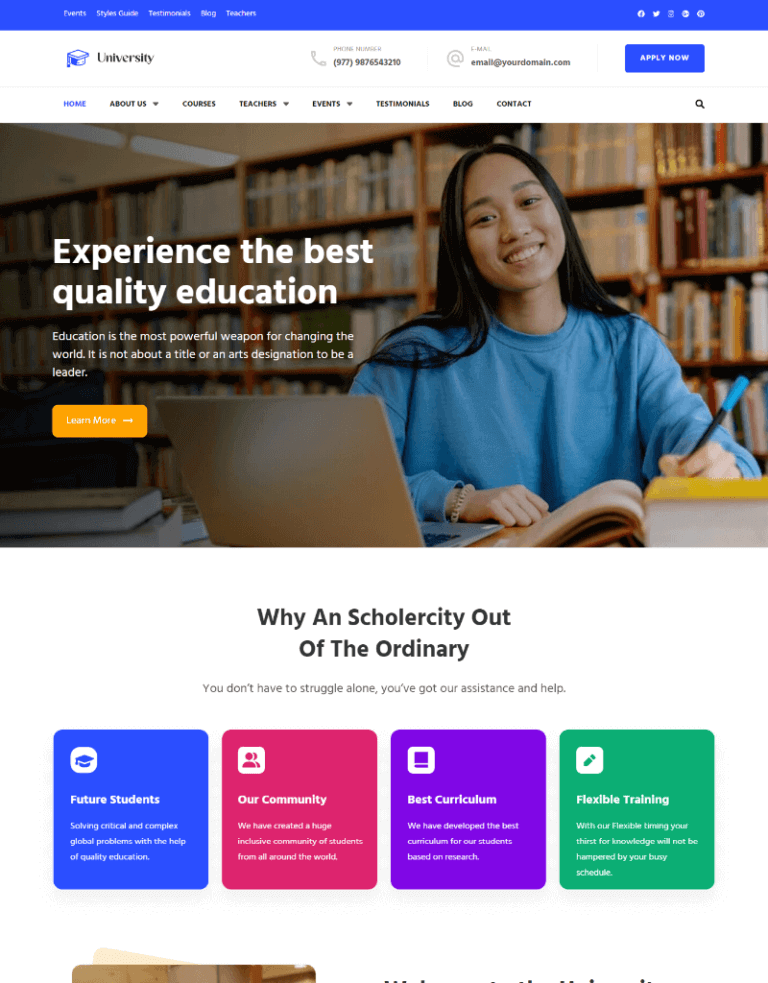 Events Styles Guide Testimonials Blog Teachers
University
PHONE NUMBER
(977) 9876543210
E-MAIL
email@yourdomain.com
APPLY NOW
HOME ABOUT US COURSES TEACHERS EVENTS TESTIMONIALS BLOG CONTACT
Experience the best
quality education
Education is the most powerful weapon for changing the
world. It is not about a title or an arts designation to be a
leader.
Learn More
Why An Scholercity Out
Of The Ordinary
You don't have to struggle alone, you've got our assistance and help.
Future Students
Solving critical and complex
global problems with the help
of quality education.
Our Community
We have created a huge
inclusive community of students
from all around the world.
Best Curriculum
We have developed the best
curriculum for our students
based on research.
Flexible Training
With our Flexible timing your
thirst for knowledge will not be
hampered by your busy
schedule.
Welcome to the University